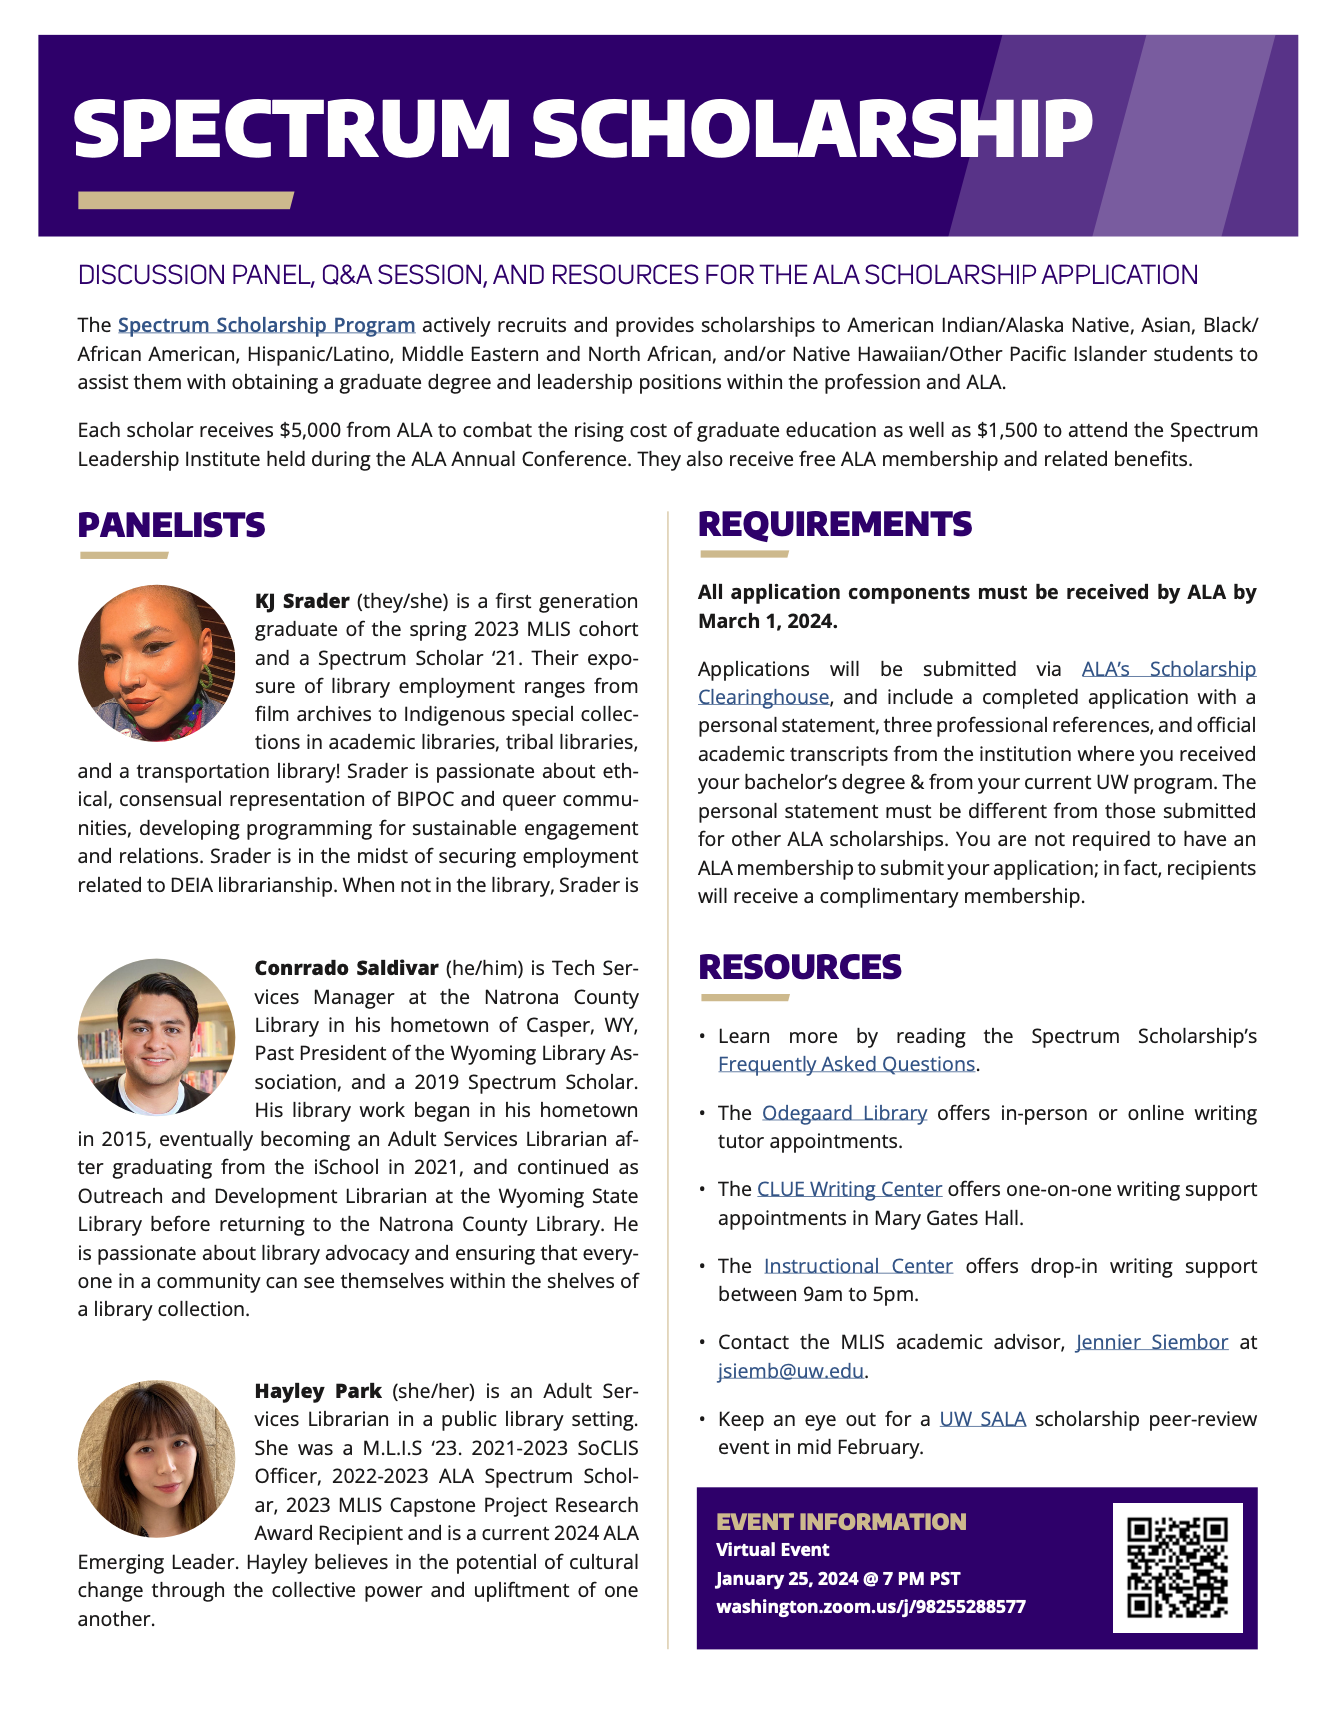 SPECTRUM SCHOLARSHIP
DISCUSSION PANEL, Q&A SESSION, AND RESOURCES FOR THE ALA SCHOLARSHIP APPLICATION
The Spectrum Scholarship Program actively recruits and provides scholarships to American Indian/Alaska Native, Asian, Black/
African American, Hispanic/Latino, Middle Eastern and North African, and/or Native Hawaiian/Other Pacific Islander students to
assist them with obtaining a graduate degree and leadership positions within the profession and ALA.
Each scholar receives $5,000 from ALA to combat the rising cost of graduate education as well as $1,500 to attend the Spectrum
Leadership Institute held during the ALA Annual Conference. They also receive free ALA membership and related benefits.
PANELISTS
KJ Srader (they/she) is a first generation
graduate of the spring 2023 MLIS cohort
and a Spectrum Scholar ‘21. Their expo-
sure of library employment ranges from
film archives to Indigenous special collec-
tions in academic libraries, tribal libraries,
and a transportation library! Srader is passionate about eth-
ical, consensual representation of BIPOC and queer commu-
nities, developing programming for sustainable engagement
and relations. Srader is in the midst of securing employment
related to DEIA librarianship. When not in the library, Srader is
Conrrado Saldivar (he/him) is Tech Ser-
vices Manager at the Natrona County
Library in his hometown of Casper, WY,
Past President of the Wyoming Library As-
sociation, and a 2019 Spectrum Scholar.
His library work began in his hometown
in 2015, eventually becoming an Adult Services Librarian af-
ter graduating from the iSchool in 2021, and continued as
Outreach and Development Librarian at the Wyoming State
Library before returning to the Natrona County Library. He
is passionate about library advocacy and ensuring that every-
one in a community can see themselves within the shelves of
a library collection.
Hayley Park (she/her) is an Adult Ser-
vices Librarian in a public library setting.
She was a M.L.I.S ‘23. 2021-2023 SoCLIS
Officer, 2022-2023 ALA Spectrum Schol-
ar, 2023 MLIS Capstone Project Research
Award Recipient and is a current 2024 ALA
Emerging Leader. Hayley believes in the potential of cultural
change through the collective power and upliftment of one
another.
REQUIREMENTS
All application components must be received by ALA by
March 1, 2024.
Applications will be submitted via ALA’s Scholarship
Clearinghouse, and include a completed application with a
personal statement, three professional references, and official
academic transcripts from the institution where you received
your bachelor’s degree & from your current UW program. The
personal statement must be different from those submitted
for other ALA scholarships. You are not required to have an
ALA membership to submit your application; in fact, recipients
will receive a complimentary membership.
RESOURCES
• Learn more by reading the Spectrum Scholarship’s
Frequently Asked Questions.
• The Odegaard Library offers in-person or online writing
tutor appointments.
• The CLUE Writing Center offers one-on-one writing support
appointments in Mary Gates Hall.
• The Instructional Center offers drop-in writing support
between 9am to 5pm.
• Contact the MLIS academic advisor, Jennier Siembor at
jsiemb@uw.edu.
• Keep an eye out for a UW SALA scholarship peer-review
event in mid February.
EVENT INFORMATION
Virtual Event
January 25, 2024 @ 7 PM PST
washington.zoom.us/j/98255288577